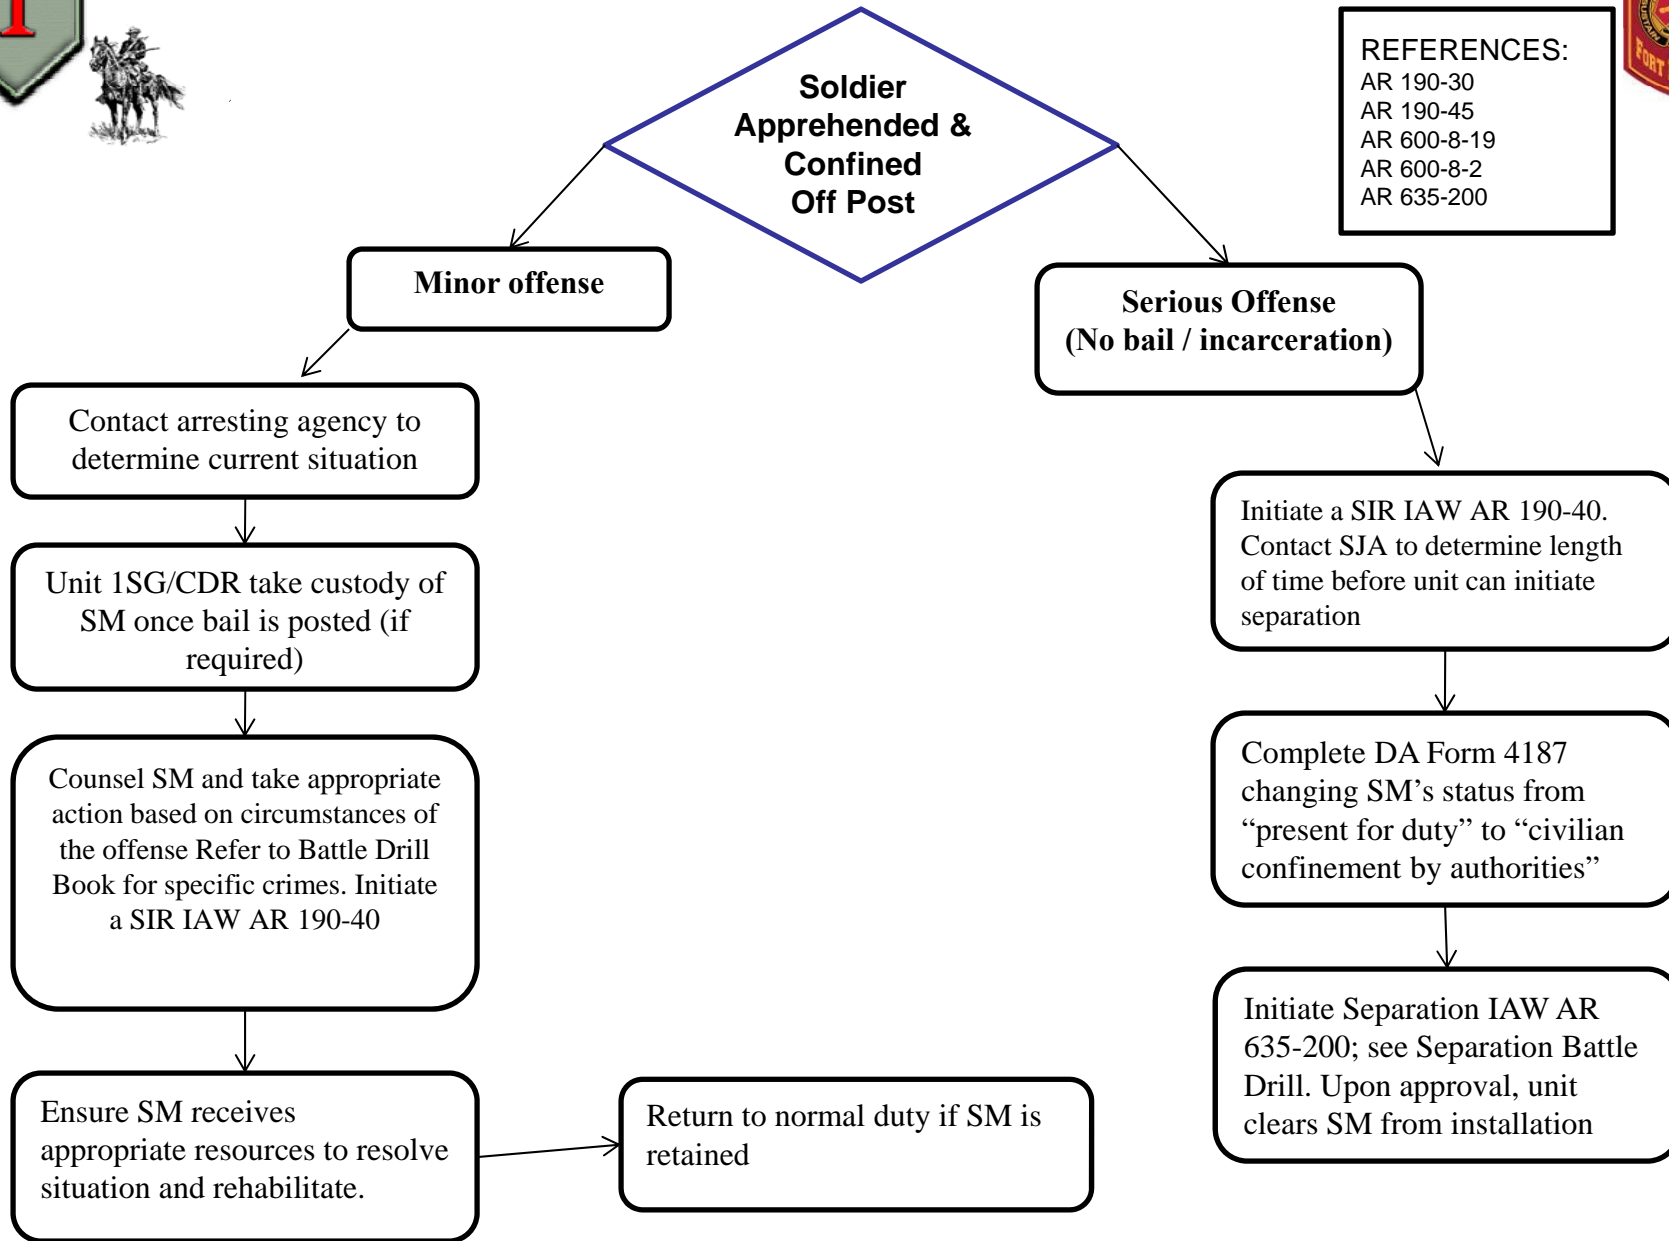 1
Soldier
Apprehended &
Confined
Off Post
REFERENCES:
AR 190-30
AR 190-45
AR 600-8-19
AR 600-8-2
AR 635-200
SUSTAIN
FORT
Minor offense
Serious Offense
(No bail / incarceration)
Contact arresting agency to
determine current situation
Unit 1SG/CDR take custody of
SM once bail is posted (if
required)
Counsel SM and take appropriate
action based on circumstances of
the offense Refer to Battle Drill
Book for specific crimes. Initiate
a SIR IAW AR 190-40
Ensure SM receives
appropriate resources to resolve
situation and rehabilitate.
Return to normal duty if SM is
retained
Initiate a SIR IAW AR 190-40.
Contact SJA to determine length
of time before unit can initiate
separation
Complete DA Form 4187
changing SM’s status from
“present for duty” to “civilian
confinement by authorities”
Initiate Separation IAW AR
635-200; see Separation Battle
Drill. Upon approval, unit
clears SM from installation